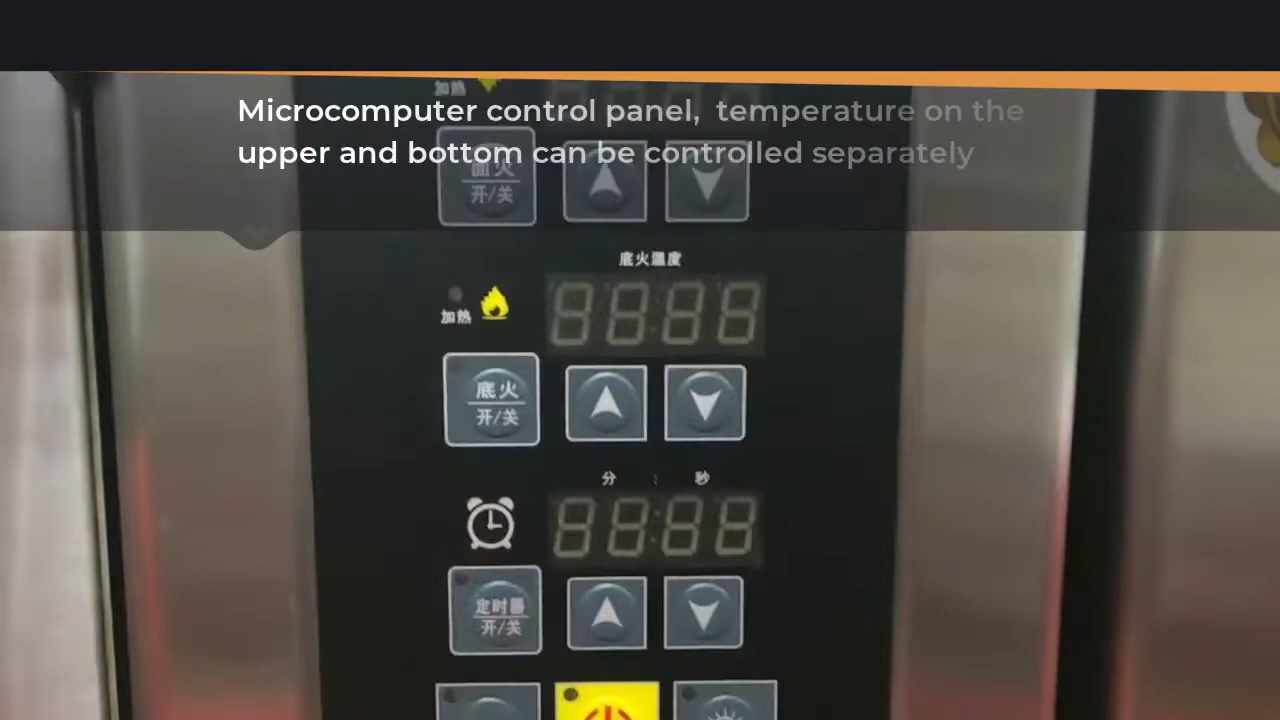 加熱
Microcomputer control panel, temperature on the
upper and bottom can be controlled separately
面火
开/关
底火温度
加熱
底火
开/关
分 : 秒
定时器
开/关